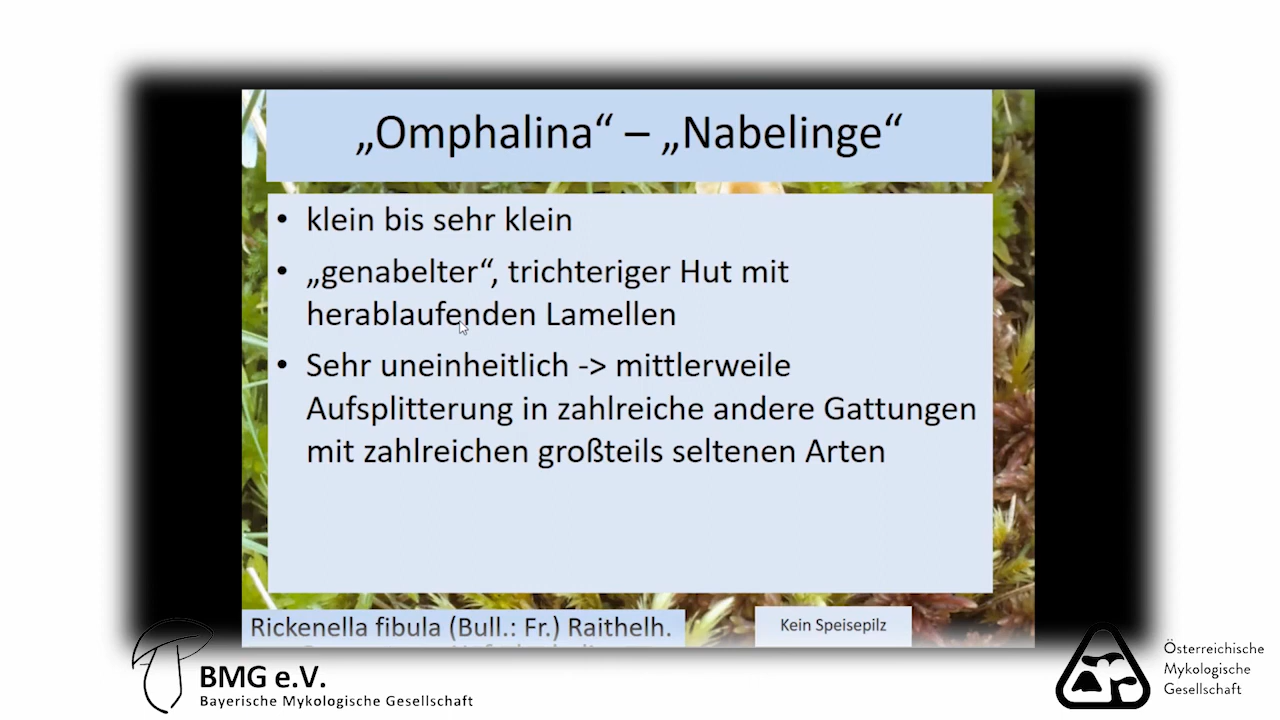 „Omphalina“ – „Nabelinge“
• klein bis sehr klein
• „genabelter“, trichteriger Hut mit
herablaufenden Lamellen
• Sehr uneinheitlich -> mittlerweile
Aufsplitterung in zahlreiche andere Gattungen
mit zahlreichen großteils seltenen Arten
Rickenella fibula (Bull.: Fr.) Raithelh.
Kein Speisepilz
BMG e.V.
Bayerische Mykologische Gesellschaft
Österreichische
Mykologische
Gesellschaft